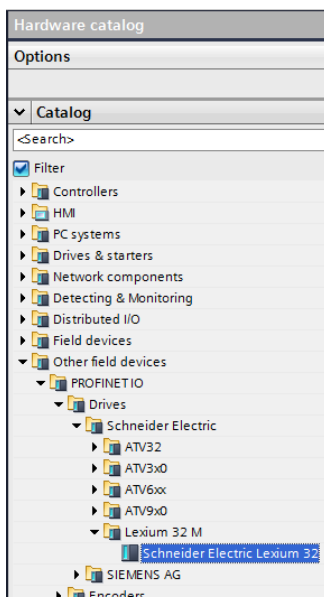 Hardware catalog
Options
Catalog
<Search>
Filter
Controllers
HMI
PC systems
Drives & starters
Network components
Detecting & Monitoring
Distributed I/O
Field devices
Other field devices
PROFINET IO
Drives
Schneider Electric
ATV32
ATV3x0
ATV6xx
ATV9x0
Lexium 32 M
Schneider Electric Lexium 32
SIEMENS AG
Encoders